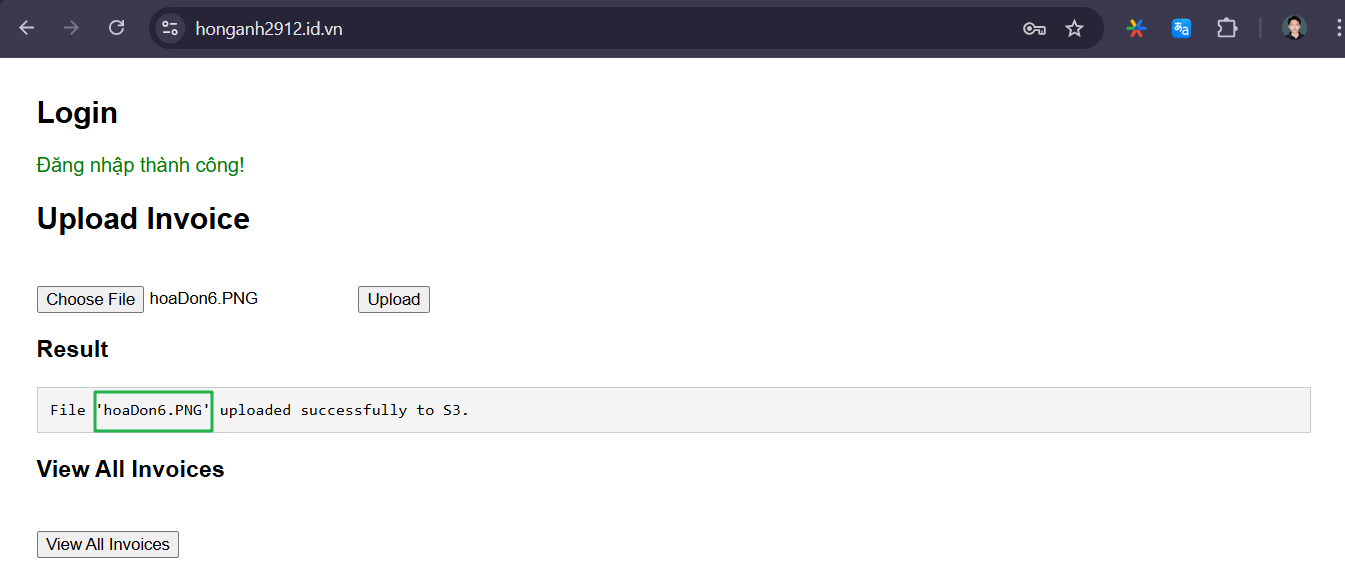 honganh2912.id.vn
Login
Đăng nhập thành công!
Upload Invoice
Choose File hoaDon6.PNG Upload
Result
File 'hoaDon6.PNG' uploaded successfully to S3.
View All Invoices
View All Invoices